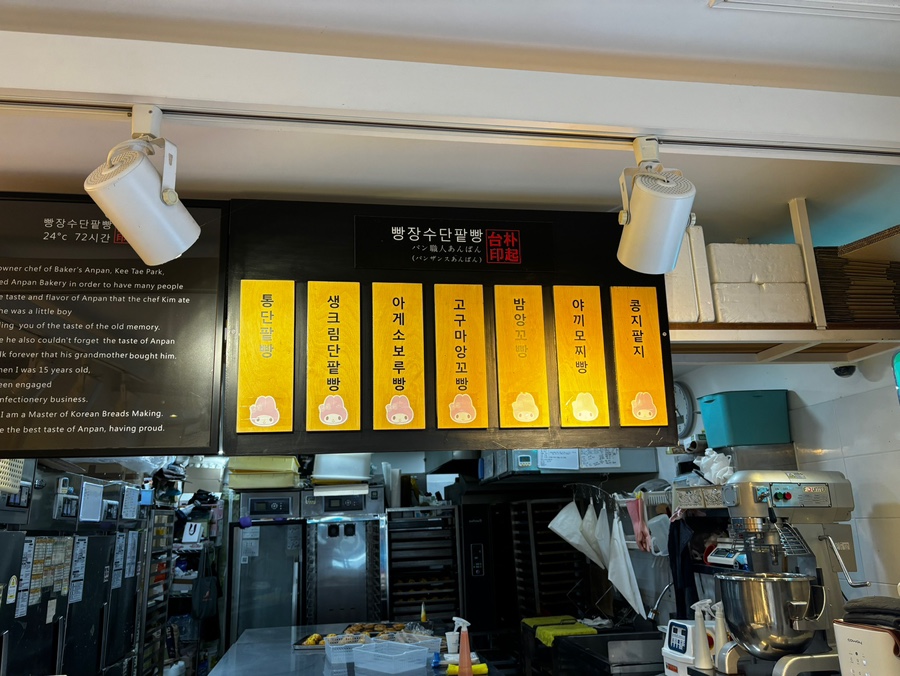 빵장수단팥빵
24°c 72시간
owner chef of Baker's Anpan, Kee Tae Park,
ed Anpan Bakery in order to have many people
e taste and flavor of Anpan that the chef Kim ate
he was a little boy
ing you of the taste of the old memory.
e he also couldn't forget the taste of Anpan
lk forever that his grandmother bought him.
hen I was 15 years old,
een engaged
nfectionery business.
I am a Master of Korean Breads Making.
e the best taste of Anpan, having proud.
빵장수단팥빵
パン職人あんぱん
(パンザンスあんぱん)
台朴
印起
통단팥빵
생크림단팥빵
아게소보루빵
고구마앙꼬빵
밤앙꼬빵
야끼모찌빵
콩지팥지